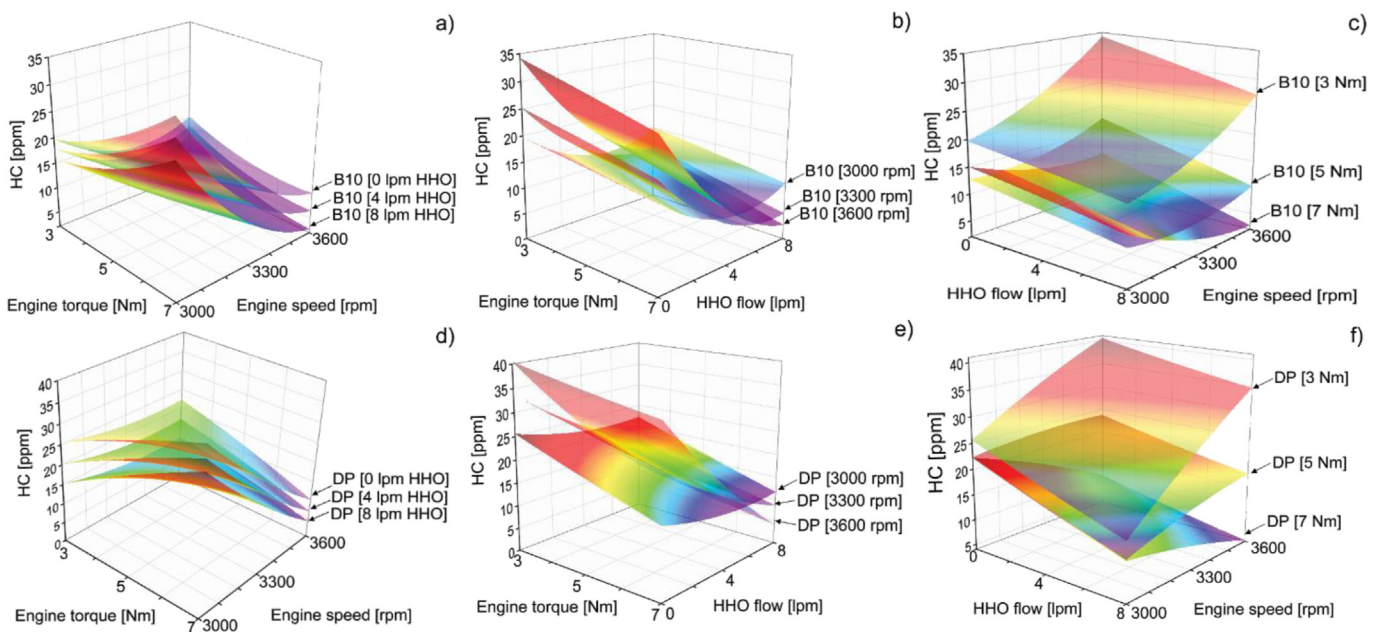 a)
35
30
25
20
15
10
5
HC [ppm]
B10 [0 lpm HHO]
B10 [4 lpm HHO]
B10 [8 lpm HHO]
3
5
7
3000
3300
3600
Engine torque [Nm]
Engine speed [rpm]
b)
35
30
25
20
15
10
5
0
HC [ppm]
B10 [3000 rpm]
B10 [3300 rpm]
B10 [3600 rpm]
3
5
7
0
4
8
Engine torque [Nm]
HHO flow [lpm]
c)
35
30
25
20
15
10
5
HC [ppm]
B10 [3 Nm]
B10 [5 Nm]
B10 [7 Nm]
0
4
8
3000
3300
3600
HHO flow [lpm]
Engine speed [rpm]
d)
40
35
30
25
20
15
10
5
0
HC [ppm]
DP [0 lpm HHO]
DP [4 lpm HHO]
DP [8 lpm HHO]
3
5
7
3000
3300
3600
Engine torque [Nm]
Engine speed [rpm]
e)
40
35
30
25
20
15
10
5
0
HC [ppm]
DP [3000 rpm]
DP [3300 rpm]
DP [3600 rpm]
3
5
7
0
4
8
Engine torque [Nm]
HHO flow [lpm]
f)
40
35
30
25
20
15
10
5
HC [ppm]
DP [3 Nm]
DP [5 Nm]
DP [7 Nm]
0
4
8
3000
3300
3600
HHO flow [lpm]
Engine speed [rpm]